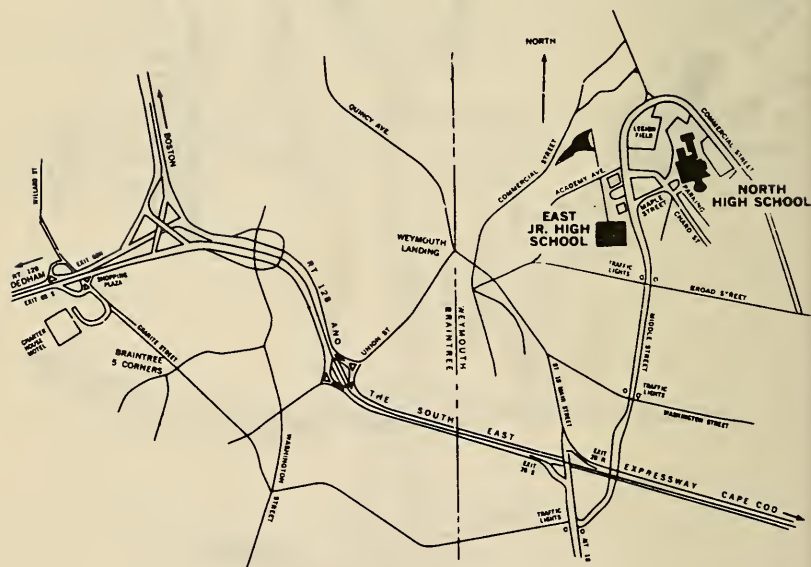 NORTH
BOSTON
QUINCY AVE.
COMMERCIAL STREET
COMMERCIAL STREET
LEGION
FIELD
ACADEMY AVE
PARKING
NORTH
HIGH SCHOOL
MAPLE
STREET
CHARD ST
EAST
JR. HIGH
SCHOOL
WILLARD ST
WEYMOUTH
LANDING
TRAFFIC
LIGHTS
BROAD STREET
RT. 128
DEDHAM
EXIT 68 S
SHOPPING
PLAZA
RT 128 AND
UNION ST
WEYMOUTH
BRAINTREE
MIDDLE STREET
CHARTER
HOUSE
MOTEL
GRANITE STREET
BRAINTREE
5 CORNERS
RT 18 MAIN STREET
TRAFFIC
LIGHTS
WASHINGTON STREET
THE SOUTH EAST EXPRESSWAY CAPE COD
WASHINGTON
STREET
EXIT
EXIT
TRAFFIC
LIGHTS
RT 18